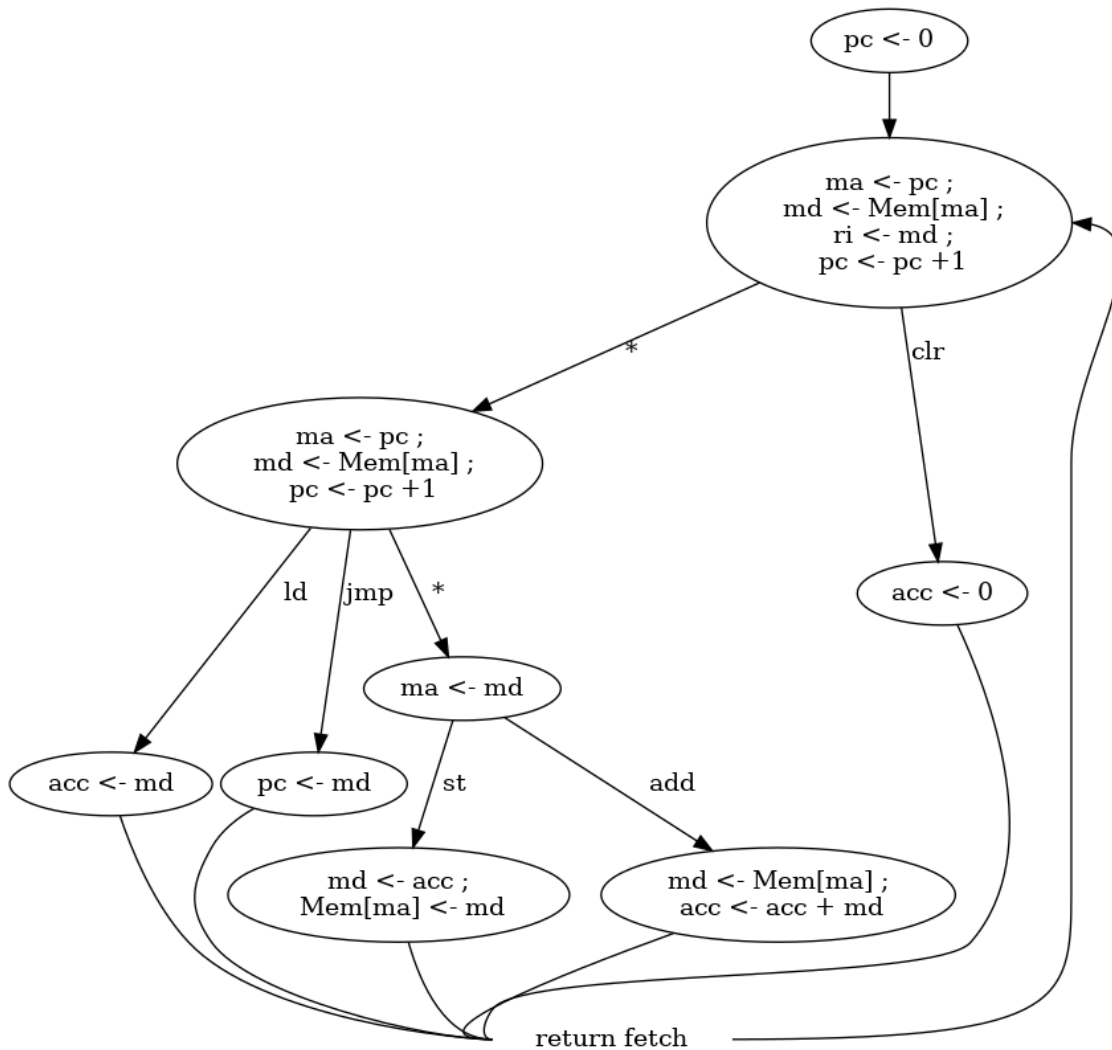 pc <- 0
ma <- pc ;
md <- Mem[ma] ;
ri <- md ;
pc <- pc +1
*
clr
ma <- pc ;
md <- Mem[ma] ;
pc <- pc +1
ld
jmp
*
acc <- 0
ma <- md
acc <- md
pc <- md
st
add
md <- acc ;
Mem[ma] <- md
md <- Mem[ma] ;
acc <- acc + md
return fetch